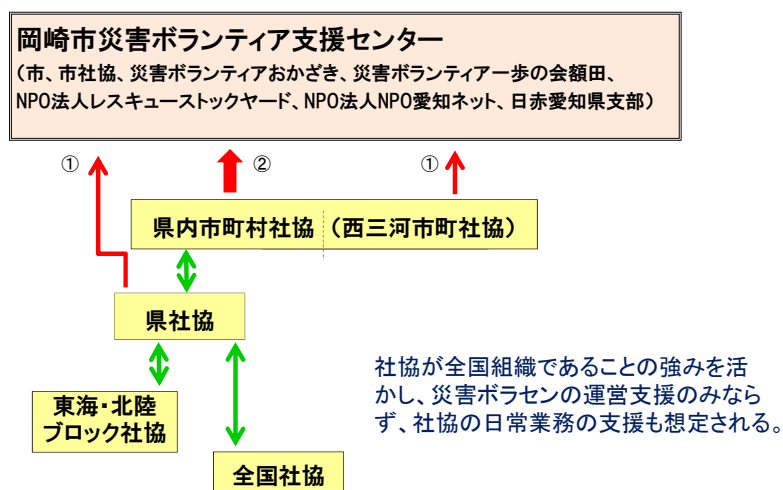 岡崎市災害ボランティア支援センター
（市、市社協、災害ボランティアおかざき、災害ボランティア一歩の会額田、
NPO法人レスキューストックヤード、NPO法人NPO愛知ネット、日赤愛知県支部）
① ② ①
県内市町村社協 （西三河市町社協）
県社協
社協が全国組織であることの強みを活
かし、災害ボラセンの運営支援のみなら
ず、社協の日常業務の支援も想定される。
東海・北陸
ブロック社協
全国社協